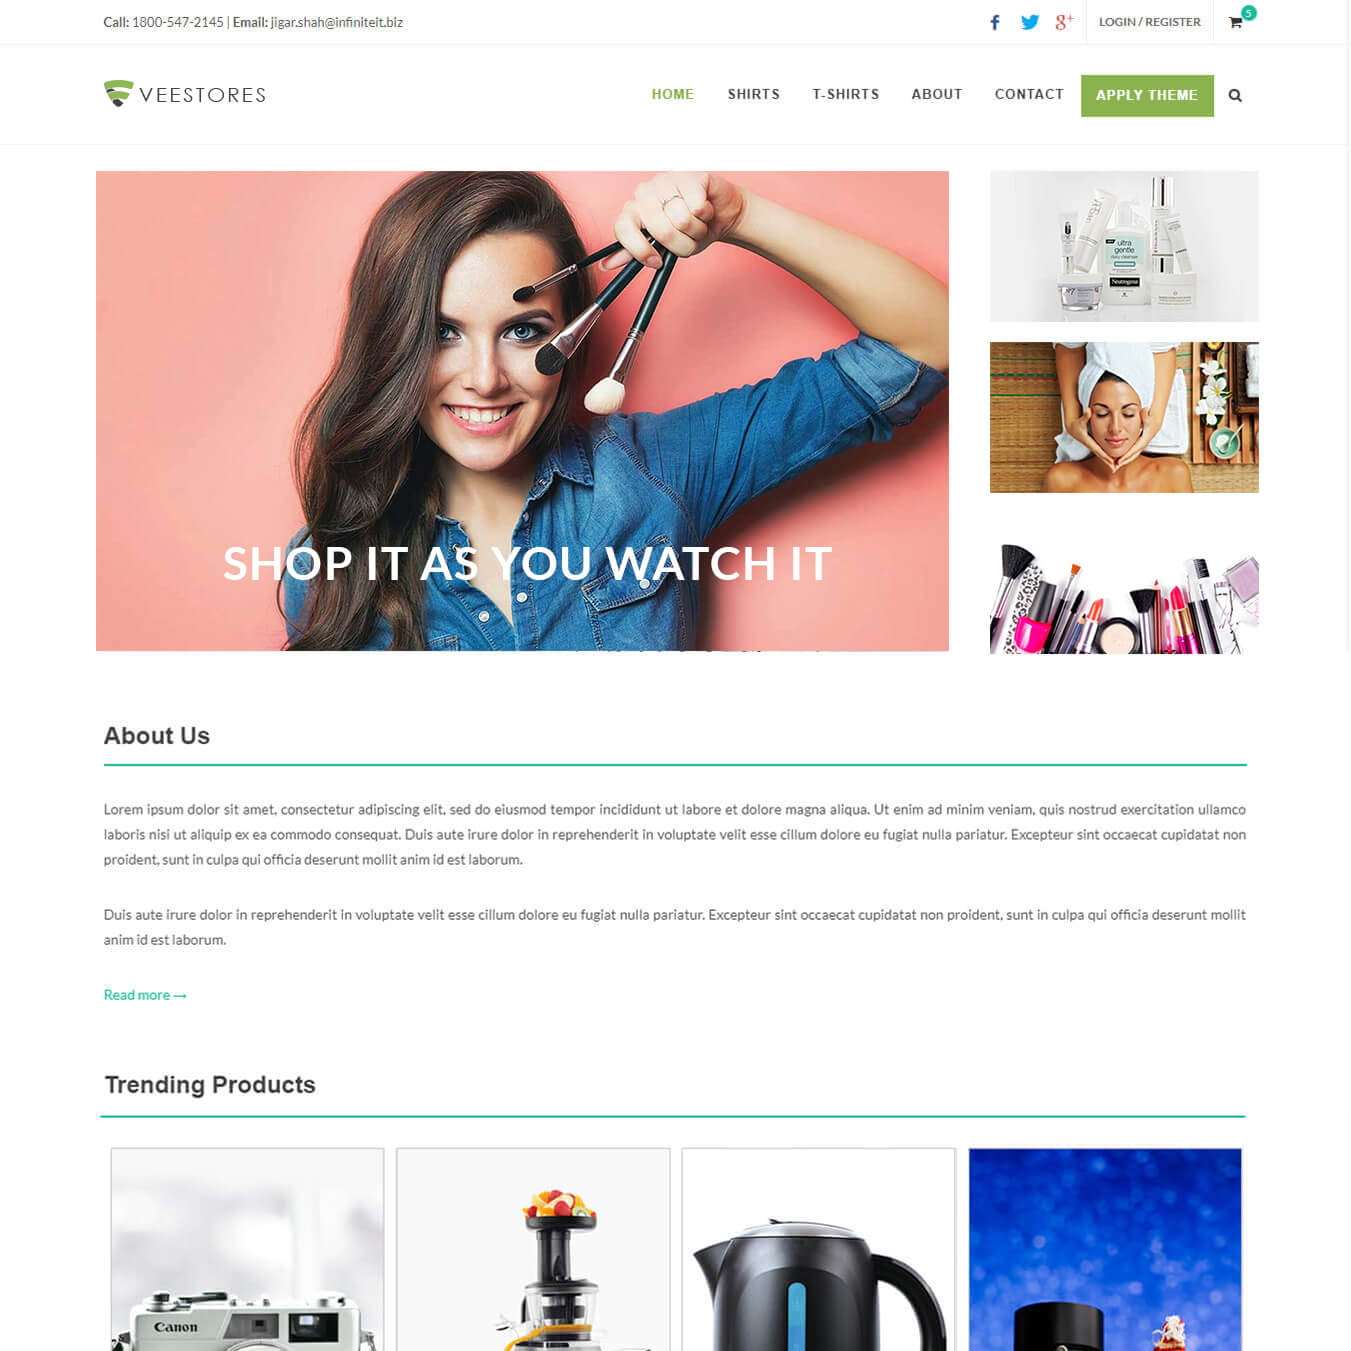 Call: 1800-547-2145 | Email: jigar.shah@infiniteit.biz
LOGIN / REGISTER
5
VEESTORES
HOME
SHIRTS
T-SHIRTS
ABOUT
CONTACT
APPLY THEME
ultra
gentle
daily cleanser
Neutrogena
Nº7
SHOP IT AS YOU WATCH IT
About Us
Lorem ipsum dolor sit amet, consectetur adipiscing elit, sed do eiusmod tempor incididunt ut labore et dolore magna aliqua. Ut enim ad minim veniam, quis nostrud exercitation ullamco
laboris nisi ut aliquip ex ea commodo consequat. Duis aute irure dolor in reprehenderit in voluptate velit esse cillum dolore eu fugiat nulla pariatur. Excepteur sint occaecat cupidatat non
proident, sunt in culpa qui officia deserunt mollit anim id est laborum.
Duis aute irure dolor in reprehenderit in voluptate velit esse cillum dolore eu fugiat nulla pariatur. Excepteur sint occaecat cupidatat non proident, sunt in culpa qui officia deserunt mollit
anim id est laborum.
Read more →
Trending Products
Canon